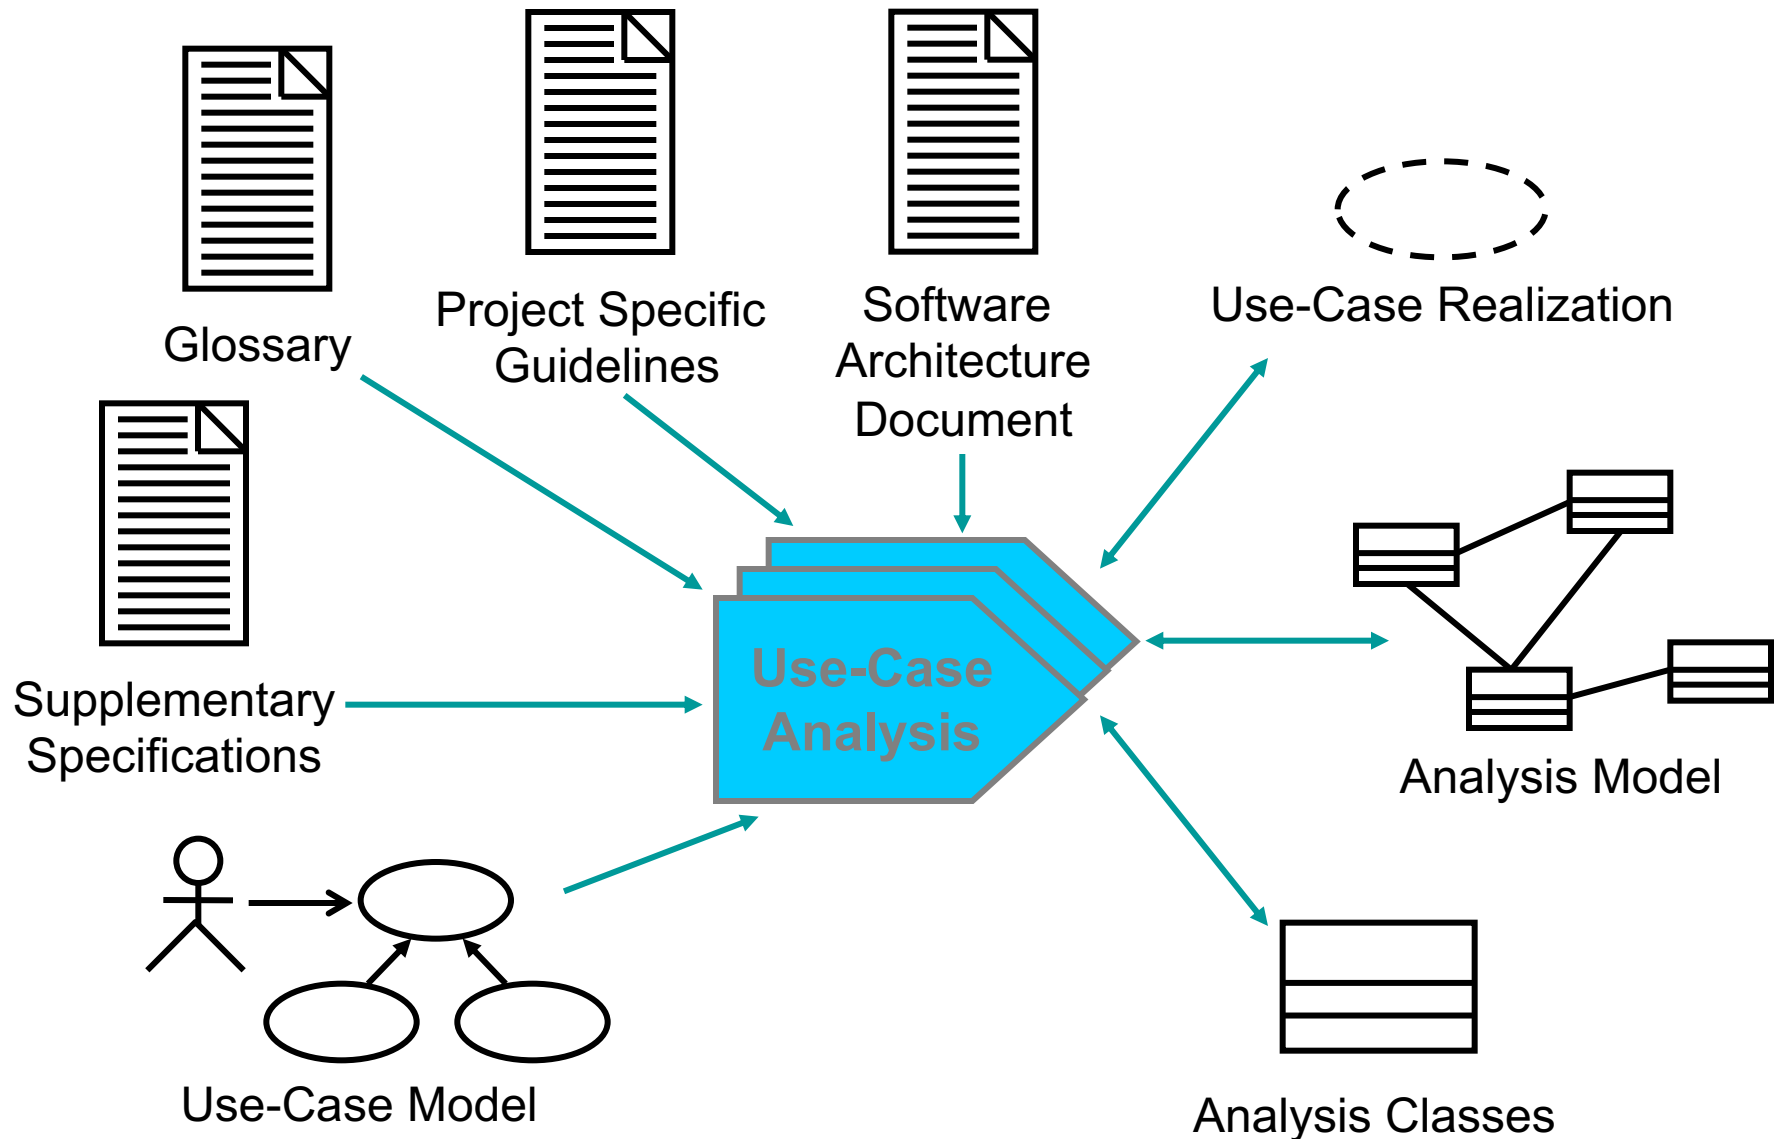 Glossary
Project Specific
Guidelines
Software
Architecture
Document
Use-Case Realization
Supplementary
Specifications
Use-Case
Analysis
Analysis Model
Use-Case Model
Analysis Classes